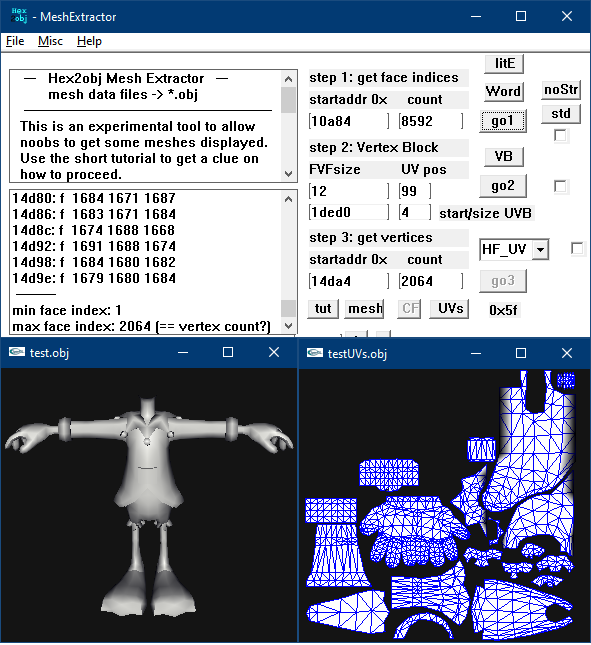 Hex
2obj
- MeshExtractor
File Misc Help
— Hex2obj Mesh Extractor —
mesh data files -> *.obj
This is an experimental tool to allow
noobs to get some meshes displayed.
Use the short tutorial to get a clue on
how to proceed.
14d80: f 1684 1671 1687
14d86: f 1683 1671 1684
14d8c: f 1674 1688 1668
14d92: f 1691 1688 1674
14d98: f 1684 1680 1682
14d9e: f 1679 1680 1684
min face index: 1
max face index: 2064 (== vertex count?)
step 1: get face indices
startaddr 0x count
10a84 8592
step 2: Vertex Block
FVFsize UV pos
12 99
1ded0 4 start/size UVB
step 3: get vertices
startaddr 0x count
14da4 2064
tut mesh CF UVs
litE
Word
go1
VB
go2
HF_UV
go3
0x5f
noStr
std
test.obj
testUVs.obj